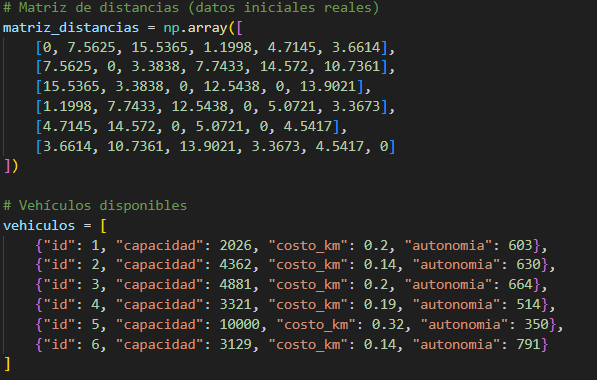 # Matriz de distancias (datos iniciales reales)
matriz_distancias = np.array([
    [0, 7.5625, 15.5365, 1.1998, 4.7145, 3.6614],
    [7.5625, 0, 3.3838, 7.7433, 14.572, 10.7361],
    [15.5365, 3.3838, 0, 12.5438, 0, 13.9021],
    [1.1998, 7.7433, 12.5438, 0, 5.0721, 3.3673],
    [4.7145, 14.572, 0, 5.0721, 0, 4.5417],
    [3.6614, 10.7361, 13.9021, 3.3673, 4.5417, 0]
])
# Vehículos disponibles
vehiculos = [
    {"id": 1, "capacidad": 2026, "costo_km": 0.2, "autonomia": 603},
    {"id": 2, "capacidad": 4362, "costo_km": 0.14, "autonomia": 630},
    {"id": 3, "capacidad": 4881, "costo_km": 0.2, "autonomia": 664},
    {"id": 4, "capacidad": 3321, "costo_km": 0.19, "autonomia": 514},
    {"id": 5, "capacidad": 10000, "costo_km": 0.32, "autonomia": 350},
    {"id": 6, "capacidad": 3129, "costo_km": 0.14, "autonomia": 791}
]